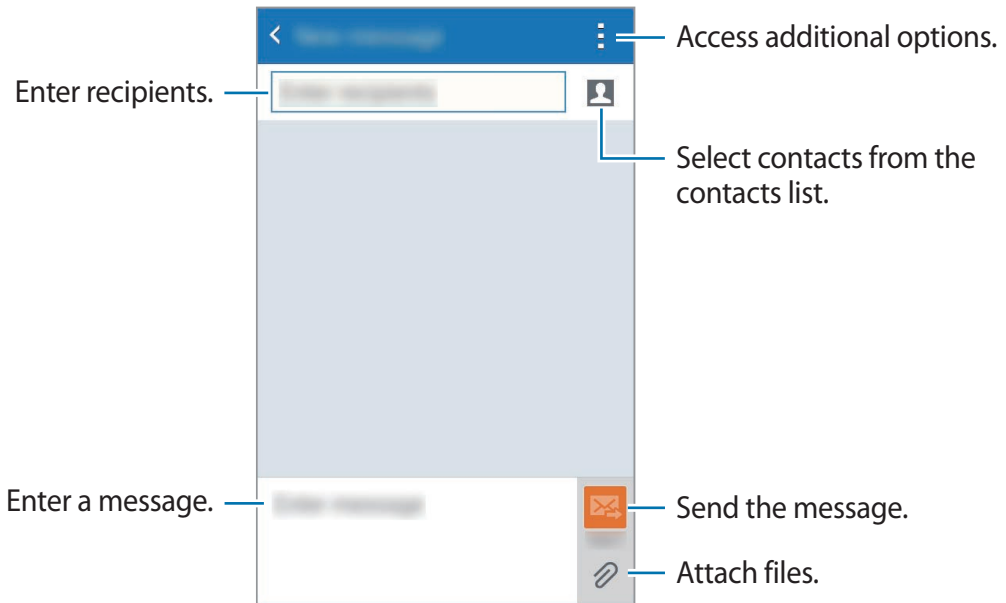 Access additional options.
Enter recipients.
Select contacts from the
contacts list.
Enter a message.
Send the message.
Attach files.